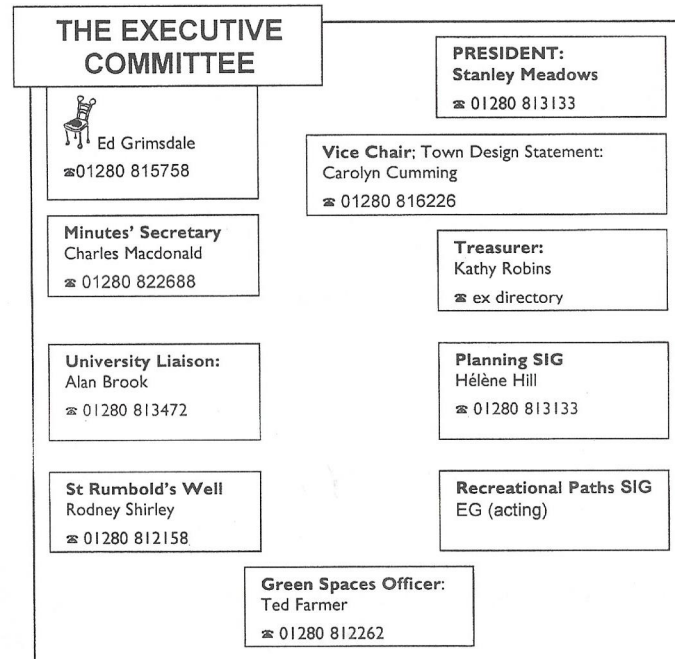 THE EXECUTIVE
COMMITTEE
PRESIDENT:
Stanley Meadows
☎ 01280 813133
Ed Grimsdale
☎01280 815758
Vice Chair; Town Design Statement:
Carolyn Cumming
☎ 01280 816226
Minutes' Secretary
Charles Macdonald
☎ 01280 822688
Treasurer:
Kathy Robins
☎ ex directory
University Liaison:
Alan Brook
☎ 01280 813472
Planning SIG
Hélène Hill
☎ 01280 813133
St Rumbold's Well
Rodney Shirley
☎ 01280 812158
Recreational Paths SIG
EG (acting)
Green Spaces Officer:
Ted Farmer
☎ 01280 812262